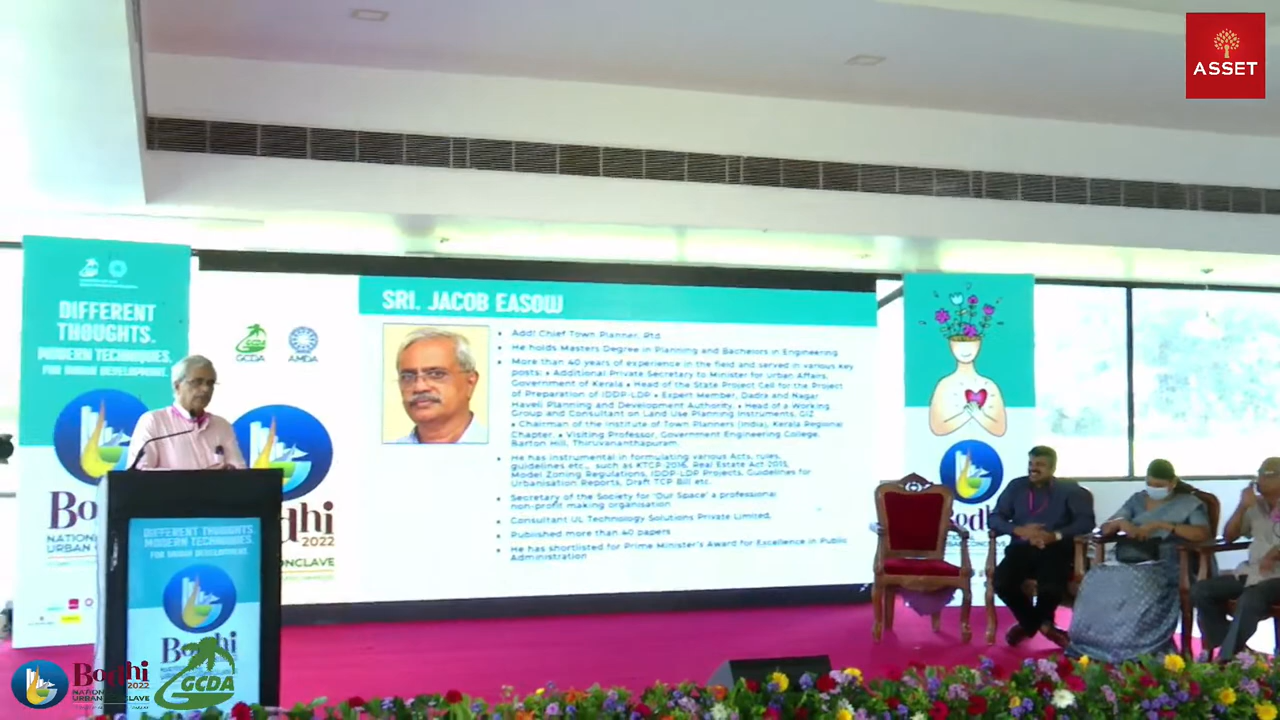 ASSET
DIFFERENT
THOUGHTS.
MODERN TECHNIQUES.
FOR URBAN DEVELOPMENT.
GCDA
AMDA
SRI. JACOB EASOW
• Addl Chief Town Planner, Rtd
• He holds Masters Degree in Planning and Bachelors in Engineering
• More than 40 years of experience in the field and served in various key
posts: • Additional Private Secretary to Minister for Urban Affairs,
Government of Kerala • Head of the State Project Cell for the Project
of Preparation of IDDP-LDP • Expert Member, Dadra and Nagar
Haveli Planning and Development Authority. • Head of a Working
Group and Consultant on Land Use Planning Instruments, GIZ
• Chairman of the Institute of Town Planners (India), Kerala Regional
Chapter. • Visiting Professor, Government Engineering College,
Barton Hill, Thiruvananthapuram.
• He has instrumental in formulating various Acts, rules,
guidelines etc., such as KTCP 2016, Real Estate Act 2015,
Model Zoning Regulations, IDDP-LDP Projects, Guidelines for
Urbanisation Reports, Draft TCP Bill etc.
• Secretary of the Society for 'Our Space' a professional
non-profit making organisation
• Consultant UL Technology Solutions Private Limited,
• Published more than 40 papers
• He has shortlisted for Prime Minister's Award for Excellence in Public
Administration
Bo
NATION
URBAN
dhi
2022
ONCLAVE
odhi
DIFFERENT THOUGHTS.
MODERN TECHNIQUES.
FOR URBAN DEVELOPMENT.
Bodhi
Bodhi
2022
NATIONAL
URBAN CONCLAVE
GCDA